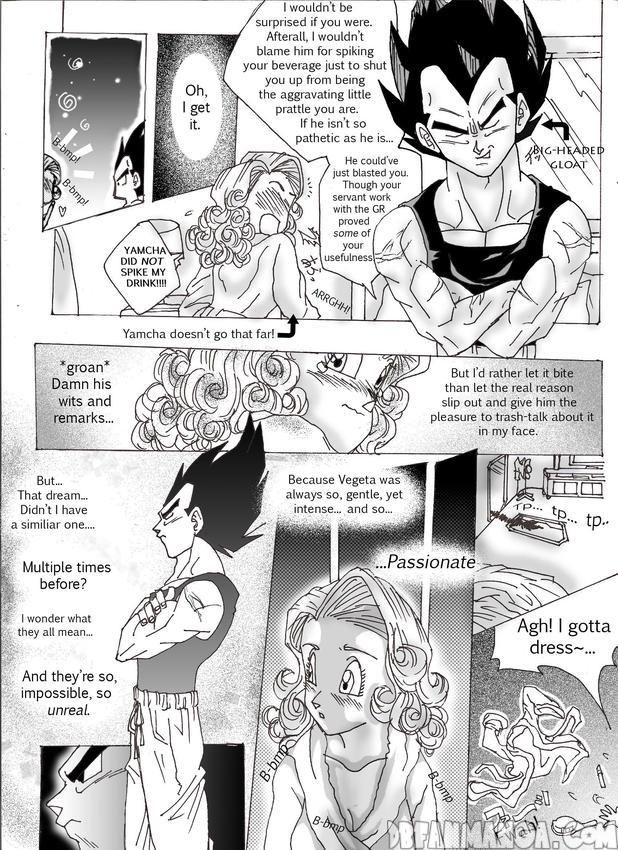 I wouldn't be
surprised if you were.
Afterall, I wouldn't
blame him for spiking
your beverage just to shut
you up from being
the aggravating little
prattle you are.
If he isn't so
pathetic as he is...
Oh,
I get
it.
B-bmp!
B-bmp!
BIG-HEADED
GLOAT
He could've
just blasted you.
Though your
servant work
with the GR
proved
some of
your
usefulness
YAMCHA
DID NOT
SPIKE MY
DRINK!!!!
ARRGHH!
Yamcha doesn't go that far!
*groan*
Damn his
wits and
remarks...
But I'd rather let it bite
than let the real reason
slip out and give him the
pleasure to trash-talk about it
in my face.
But...
That dream...
Didn't I have
a similiar one....
Multiple times
before?
I wonder what
they all mean...
And they're so,
impossible, so
unreal.
Because Vegeta was
always so, gentle, yet
intense... and so...
...Passionate
B-bmp
B-bmp
B-bmp
TP... tp... tp..
Agh! I gotta
dress~...
DBFANMANGA.COM